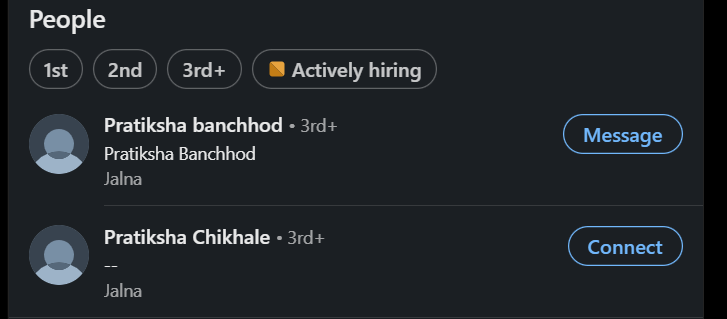 People
1st 2nd 3rd+ Actively hiring
Pratiksha banchhod • 3rd+
Message
Pratiksha Banchhod
Jalna
Pratiksha Chikhale • 3rd+
Connect
--
Jalna